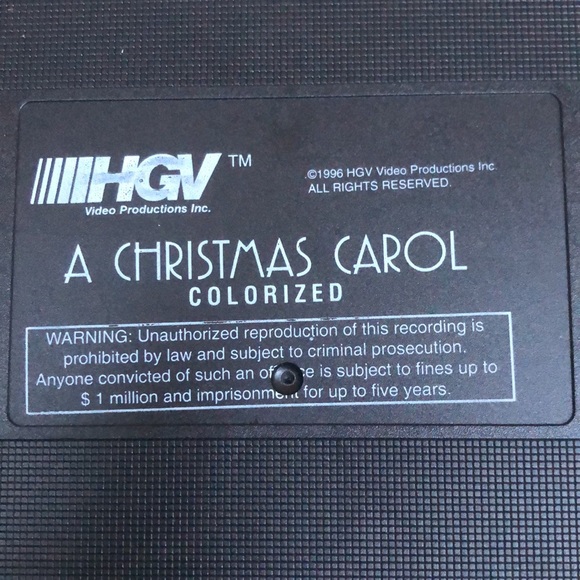 HGV ™
Video Productions Inc.
©1996 HGV Video Productions Inc
ALL RIGHTS RESERVED.
A CHRISTMAS CAROL
COLORIZED
WARNING: Unauthorized reproduction of this recording is
prohibited by law and subject to criminal prosecution.
Anyone convicted of such an offence is subject to fines up to
$ 1 million and imprisonment for up to five years.